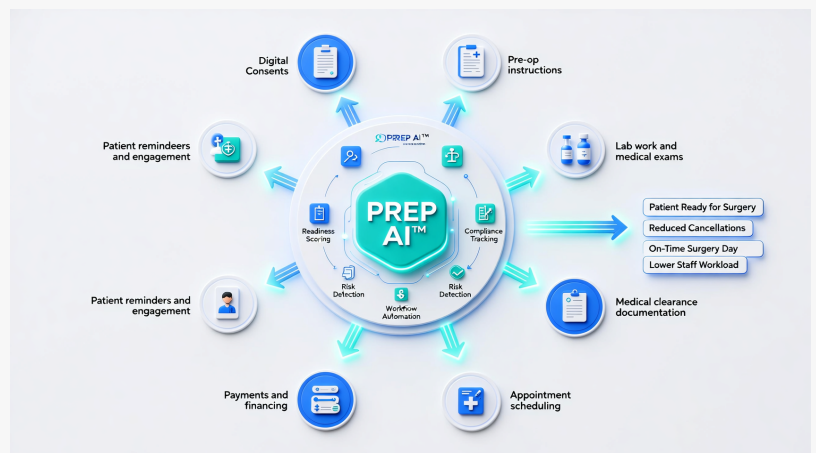 Digital
Consents
Pre-op
instructions
Patient remindeers
and engagement
Lab work and
medical exams
PRREP AI™
PREP
AI™
Readiness
Scoring
Compliance
Tracking
Risk
Detection
Risk
Detection
Workflow
Automation
Patient Ready for Surgery
Reduced Cancellations
On-Time Surgery Day
Lower Staff Workload
Patient reminders and
engagement
Medical clearance
documentation
Payments and
financing
Appointment
scheduling